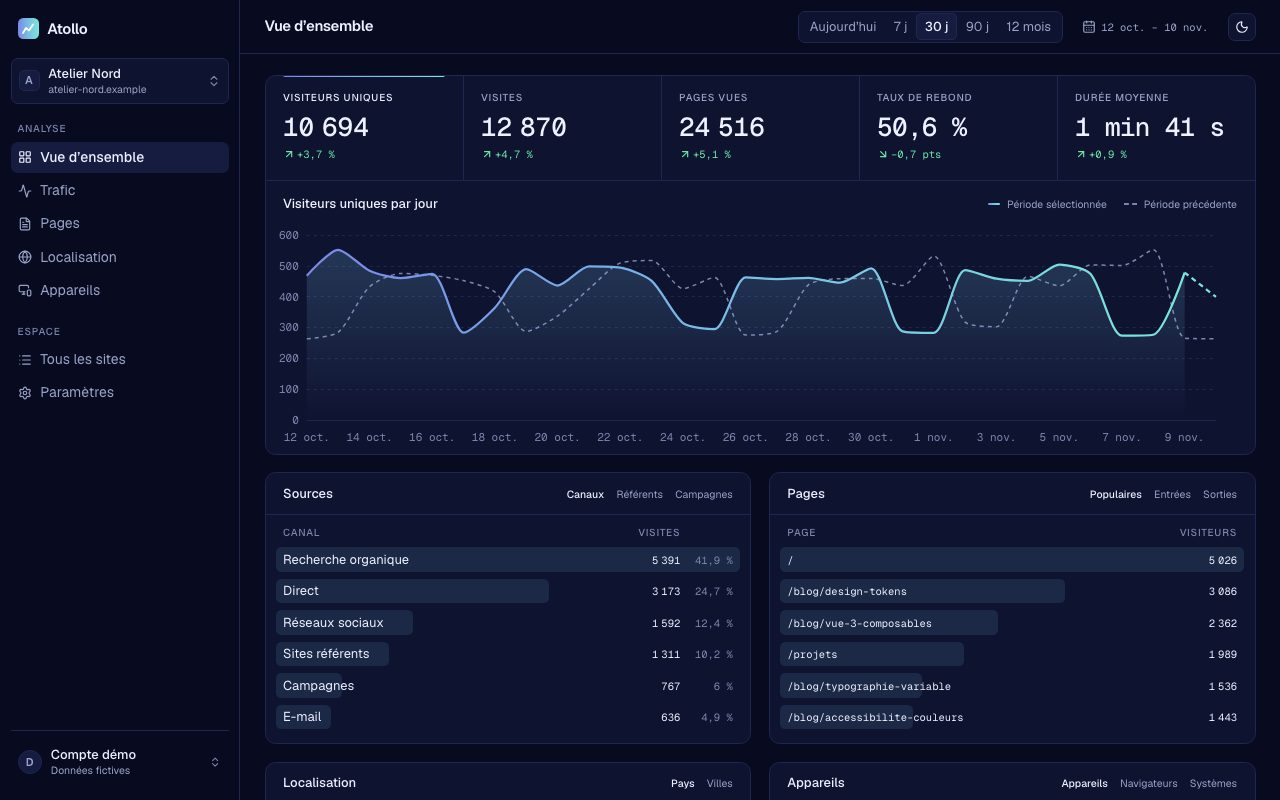 Atollo
A
Atelier Nord
atelier-nord.example
ANALYSE
Vue d'ensemble
Trafic
Pages
Localisation
Appareils
ESPACE
Tous les sites
Paramètres
D
Compte démo
Données fictives
Vue d'ensemble
Aujourd'hui 7 j 30 j 90 j 12 mois
12 oct. – 10 nov.
VISITEURS UNIQUES
10 694
+3,7 %
VISITES
12 870
+4,7 %
PAGES VUES
24 516
+5,1 %
TAUX DE REBOND
50,6 %
−0,7 pts
DURÉE MOYENNE
1 min 41 s
+0,9 %
Visiteurs uniques par jour
Période sélectionnée Période précédente
600
500
400
300
200
100
0
12 oct. 14 oct. 16 oct. 18 oct. 20 oct. 22 oct. 24 oct. 26 oct. 28 oct. 30 oct. 1 nov. 3 nov. 5 nov. 7 nov. 9 nov.
Sources
Canaux Référents Campagnes
CANAL VISITES
Recherche organique 5 391 41,9 %
Direct 3 173 24,7 %
Réseaux sociaux 1 592 12,4 %
Sites référents 1 311 10,2 %
Campagnes 767 6 %
E-mail 636 4,9 %
Pages
Populaires Entrées Sorties
PAGE VISITEURS
/ 5 026
/blog/design-tokens 3 086
/blog/vue-3-composables 2 362
/projets 1 989
/blog/typographie-variable 1 536
/blog/accessibilite-couleurs 1 443
Localisation
Pays Villes
Appareils
Appareils Navigateurs Systèmes